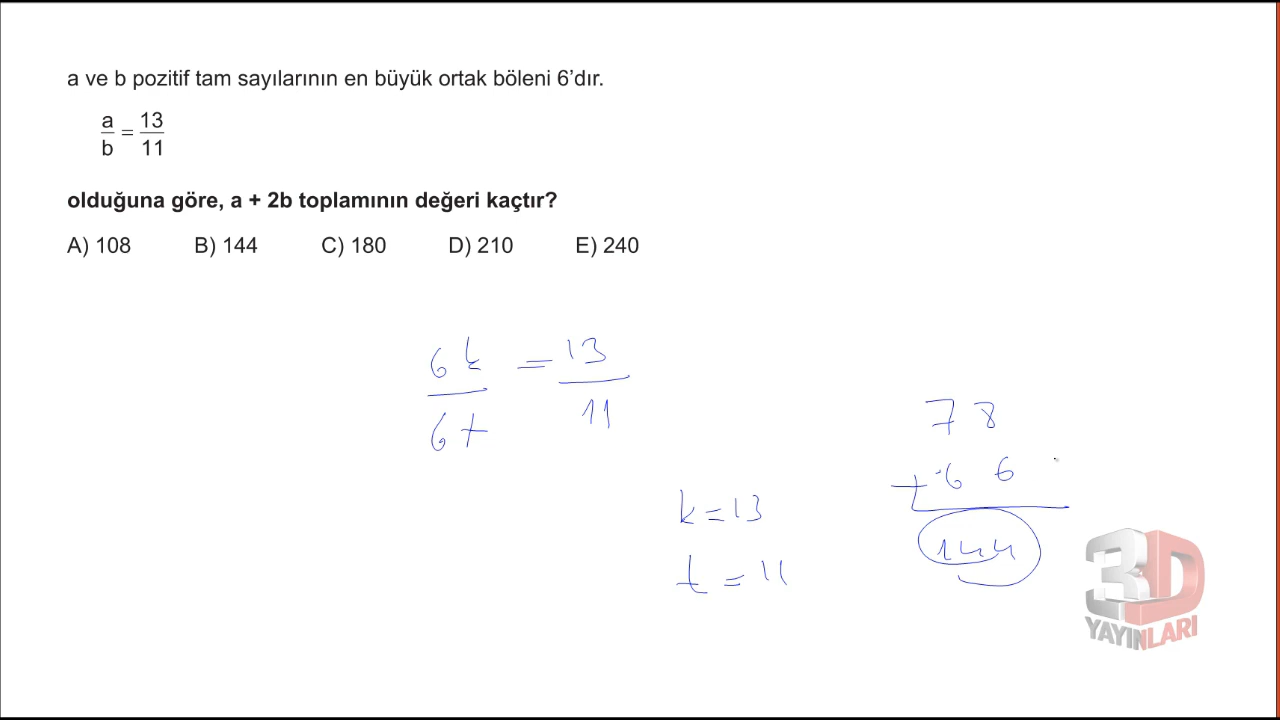 a ve b pozitif tam sayılarının en büyük ortak böleni 6’dır.
a/b = 13/11
olduğuna göre, a + 2b toplamının değeri kaçtır?
A) 108 B) 144 C) 180 D) 210 E) 240
6k/6t = 13/11
78
+66
144
k=13
t=11
3D
YAYINLARI